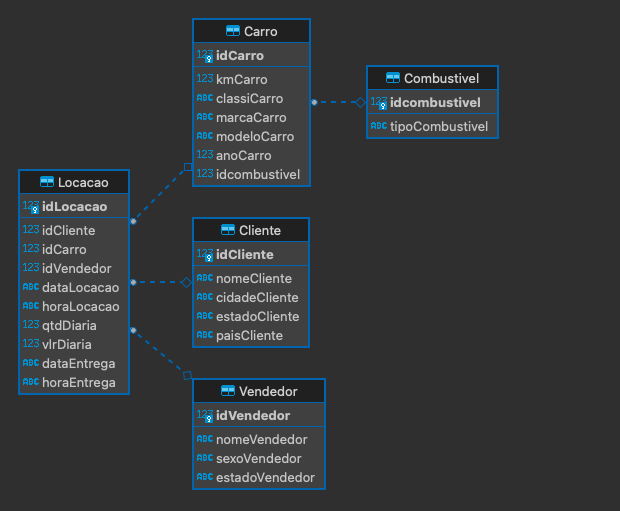 Carro
123 idCarro
123 kmCarro
ABC classiCarro
ABC marcaCarro
ABC modeloCarro
123 anoCarro
123 idcombustivel
Combustivel
123 idcombustivel
ABC tipoCombustivel
Locacao
123 idLocacao
123 idCliente
123 idCarro
123 idVendedor
ABC dataLocacao
ABC horaLocacao
123 qtdDiaria
123 vlrDiaria
ABC dataEntrega
ABC horaEntrega
Cliente
123 idCliente
ABC nomeCliente
ABC cidadeCliente
ABC estadoCliente
ABC paisCliente
Vendedor
123 idVendedor
ABC nomeVendedor
ABC sexoVendedor
ABC estadoVendedor